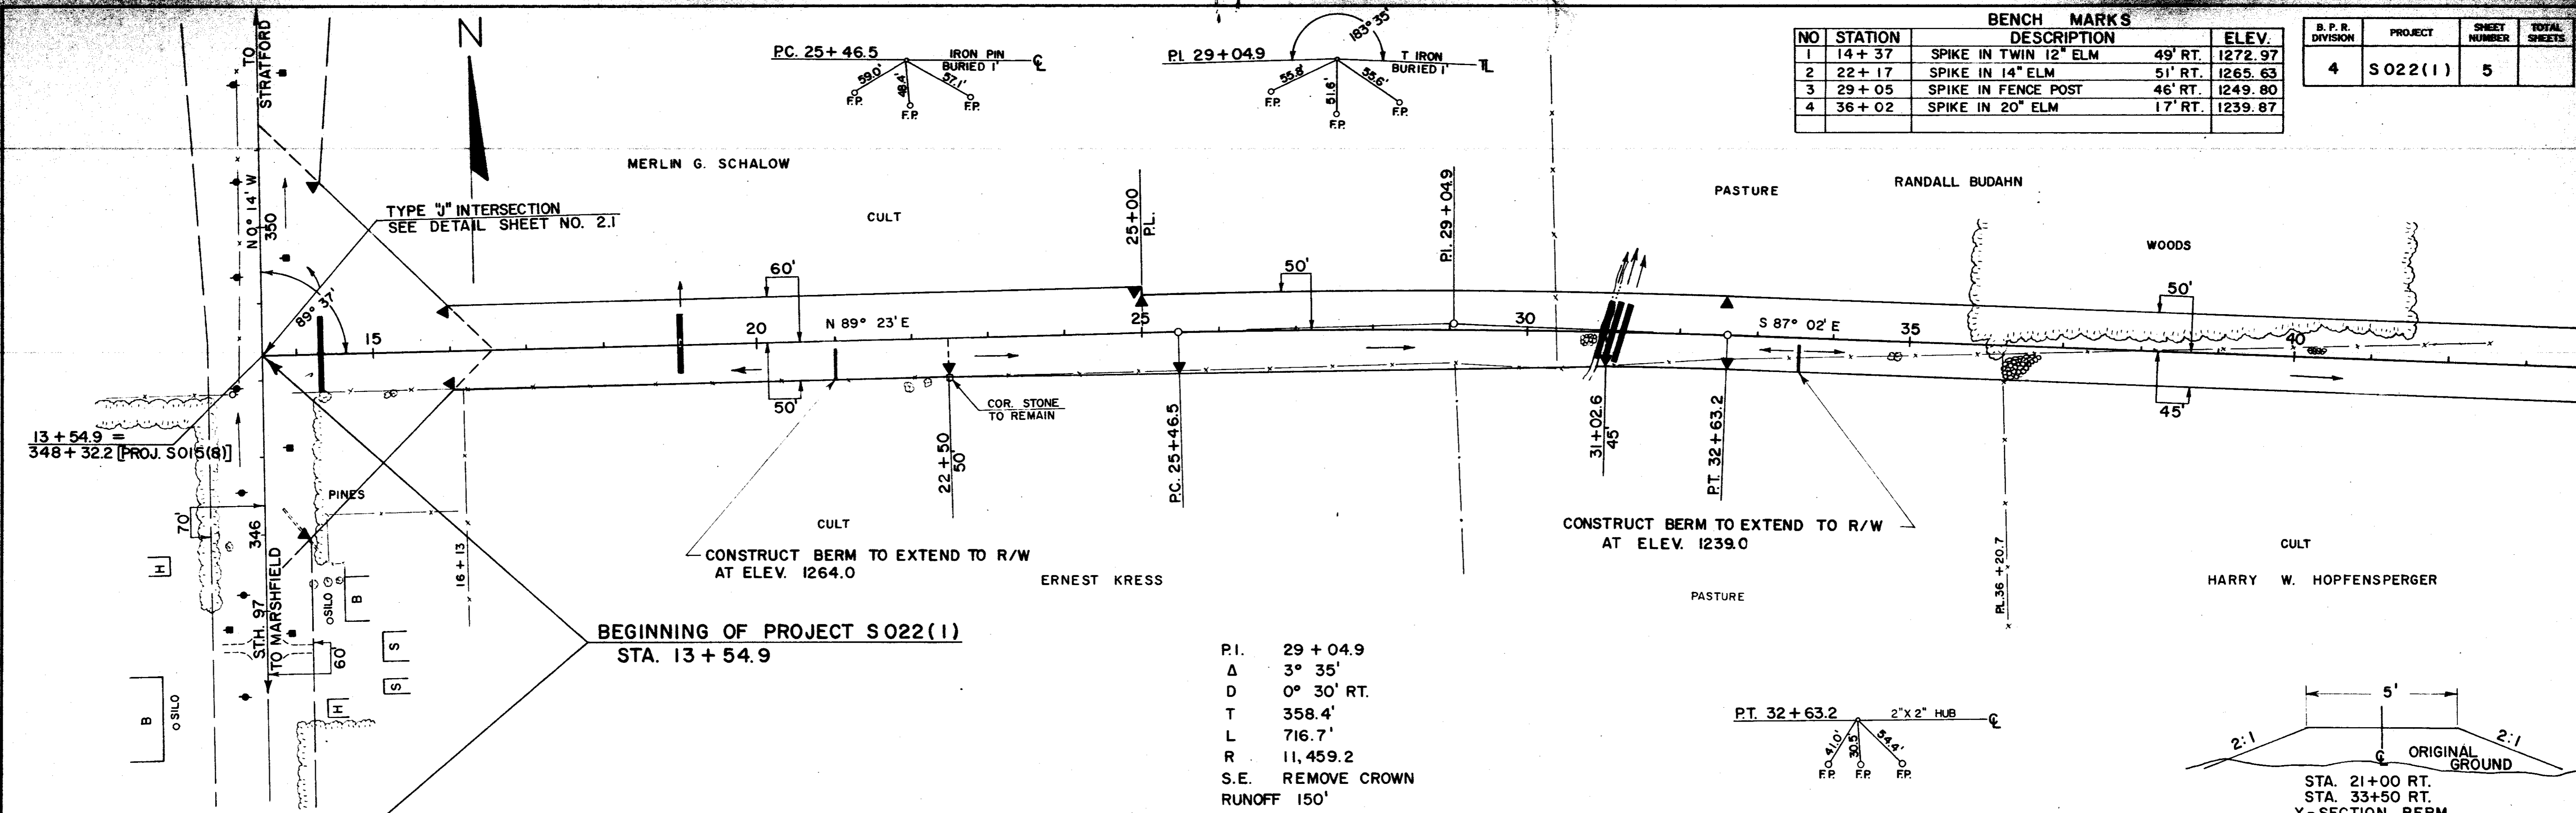 BENCH MARKS
NO STATION DESCRIPTION ELEV.
1 14+37 SPIKE IN TWIN 12" ELM 49' RT. 1272.97
2 22+17 SPIKE IN 14" ELM 51' RT. 1265.63
3 29+05 SPIKE IN FENCE POST 46' RT. 1249.80
4 36+02 SPIKE IN 20" ELM 17' RT. 1239.87
B.P.R. DIVISION PROJECT SHEET NUMBER TOTAL SHEETS
4 S022(1) 5
TO STRATFORD
N
P.C. 25+46.5 IRON PIN ℄
BURIED 1'
59.0' 48.4' 57.1'
F.P. F.P. F.P.
183° 35'
P.I. 29+04.9 T IRON TL
BURIED 1'
55.8' 51.6' 55.6'
F.P. F.P. F.P.
MERLIN G. SCHALOW
PASTURE
RANDALL BUDAHN
N 0° 14' W
350
TYPE "J" INTERSECTION
SEE DETAIL SHEET NO. 2.1
CULT
25+00
P.L.
P.I. 29+04.9
WOODS
89° 37'
60'
50'
50'
15
20
N 89° 23' E
25
30
S 87° 02' E
35
40
50'
COR. STONE
TO REMAIN
45'
13+54.9 =
348+32.2 [PROJ. S015(8)]
22+50
50'
P.C. 25+46.5
31+02.6
45'
P.T. 32+63.2
PINES
70'
346
CULT
CONSTRUCT BERM TO EXTEND TO R/W
AT ELEV. 1264.0
CONSTRUCT BERM TO EXTEND TO R/W
AT ELEV. 1239.0
CULT
HARRY W. HOPFENSPERGER
ERNEST KRESS
PASTURE
P.L. 36+20.7
16+13
H
S.T.H. 97
TO MARSHFIELD
SILO
B
S
60'
S
H
B
SILO
BEGINNING OF PROJECT S022(1)
STA. 13+54.9
P.I. 29+04.9
Δ 3° 35'
D 0° 30' RT.
T 358.4'
L 716.7'
R 11,459.2
S.E. REMOVE CROWN
RUNOFF 150'
P.T. 32+63.2 2"X2" HUB ℄
41.0' 30.5' 54.4'
F.P. F.P. F.P.
5'
2:1 2:1
℄ ORIGINAL
GROUND
STA. 21+00 RT.
STA. 33+50 RT.
X-SECTION BERM